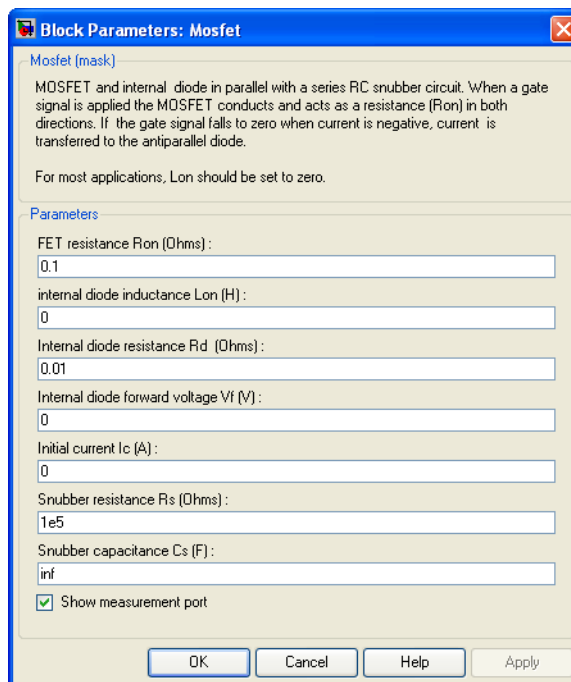 Block Parameters: Mosfet
Mosfet (mask)
MOSFET and internal diode in parallel with a series RC snubber circuit. When a gate
signal is applied the MOSFET conducts and acts as a resistance (Ron) in both
directions. If the gate signal falls to zero when current is negative, current is
transferred to the antiparallel diode.
For most applications, Lon should be set to zero.
Parameters
FET resistance Ron (Ohms) :
0.1
internal diode inductance Lon (H) :
0
Internal diode resistance Rd (Ohms) :
0.01
Internal diode forward voltage Vf (V) :
0
Initial current Ic (A) :
0
Snubber resistance Rs (Ohms) :
1e5
Snubber capacitance Cs (F) :
inf
Show measurement port
OK Cancel Help Apply